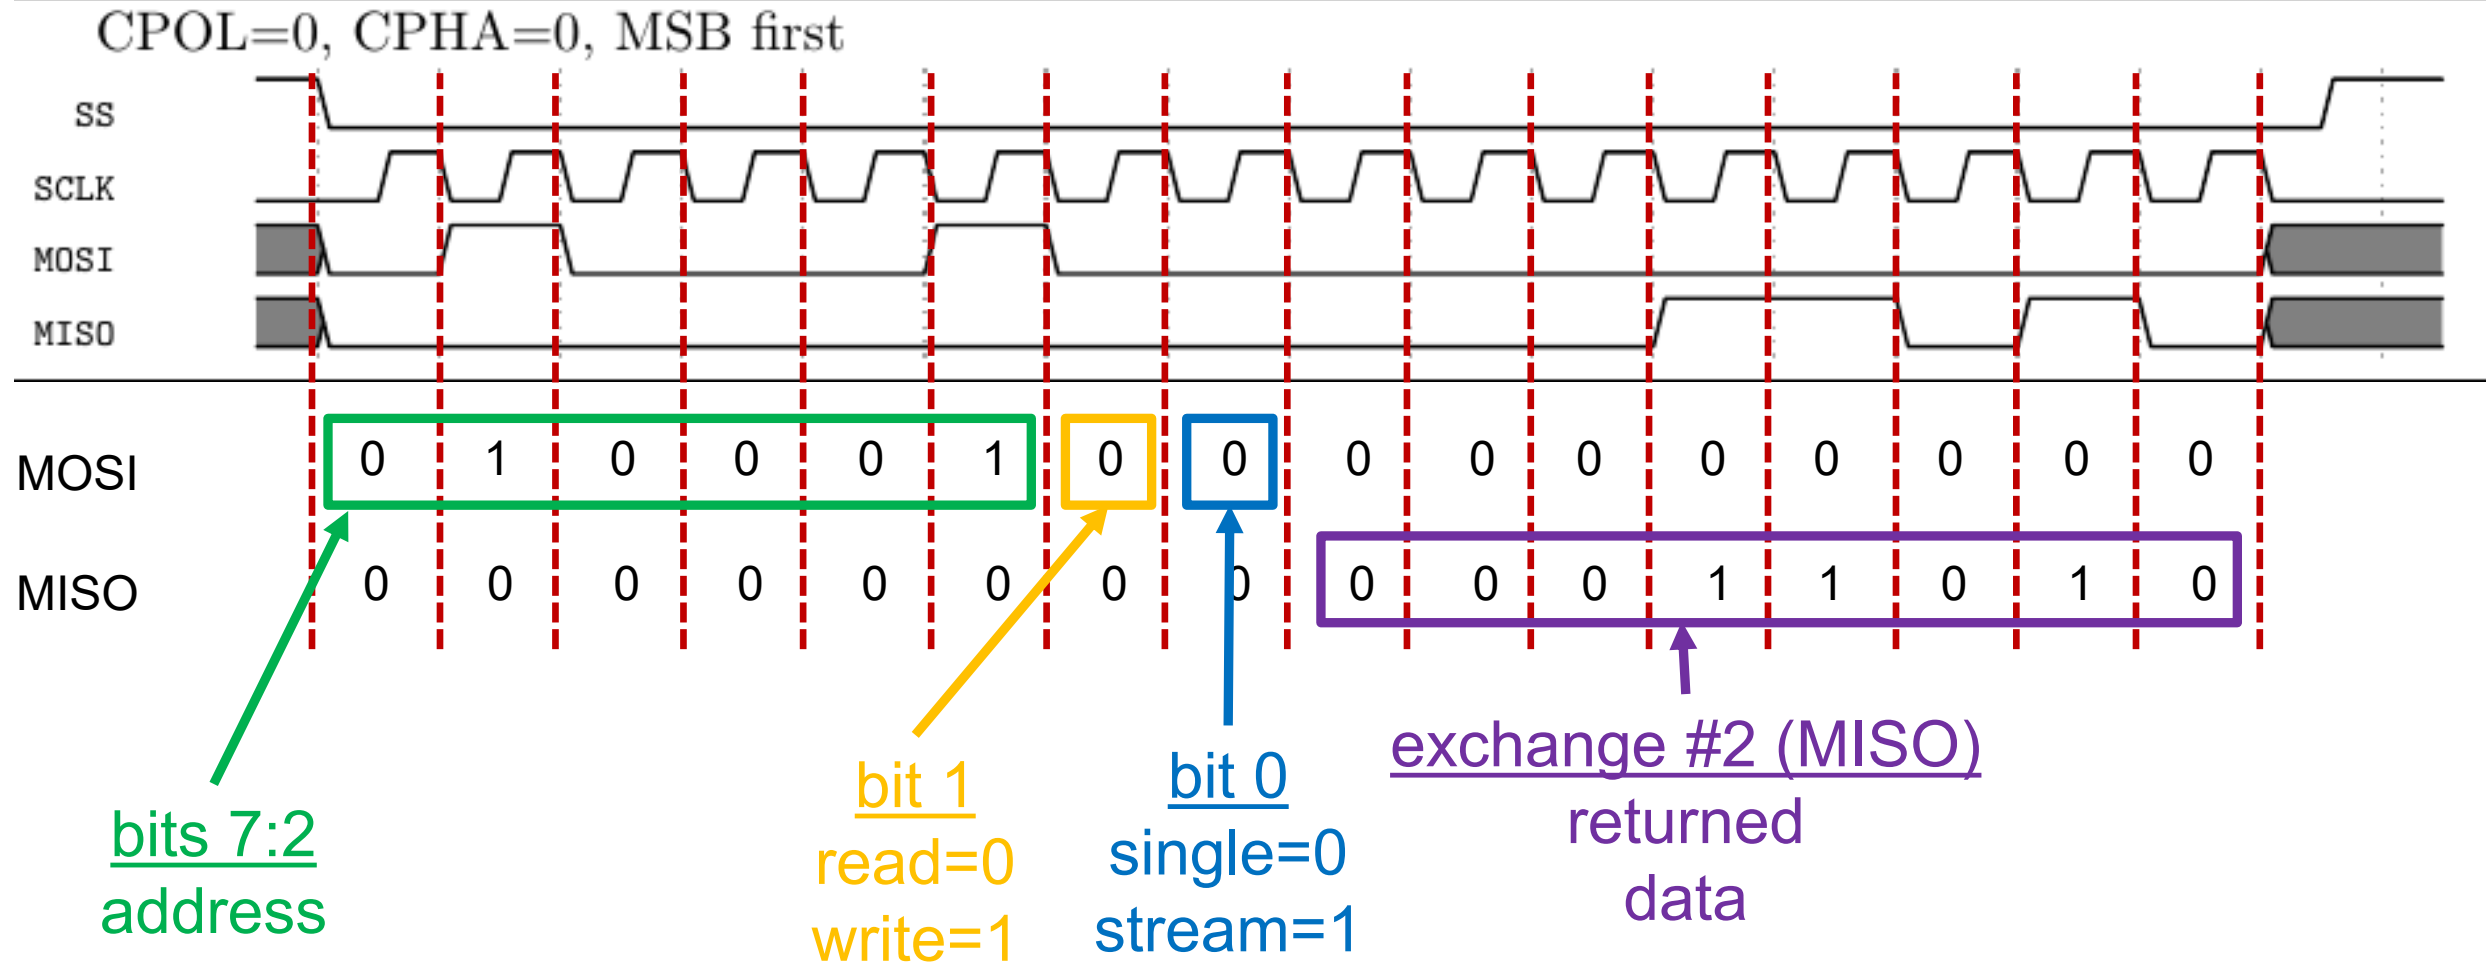 CPOL=0, CPHA=0, MSB first
SS
SCLK
MOSI
MISO
MOSI 0 1 0 0 0 1 0 0 0 0 0 0 0 0 0 0
MISO 0 0 0 0 0 0 0 0 0 0 0 1 1 0 1 0
bits 7:2
address
bit 1
read=0
write=1
bit 0
single=0
stream=1
exchange #2 (MISO)
returned
data